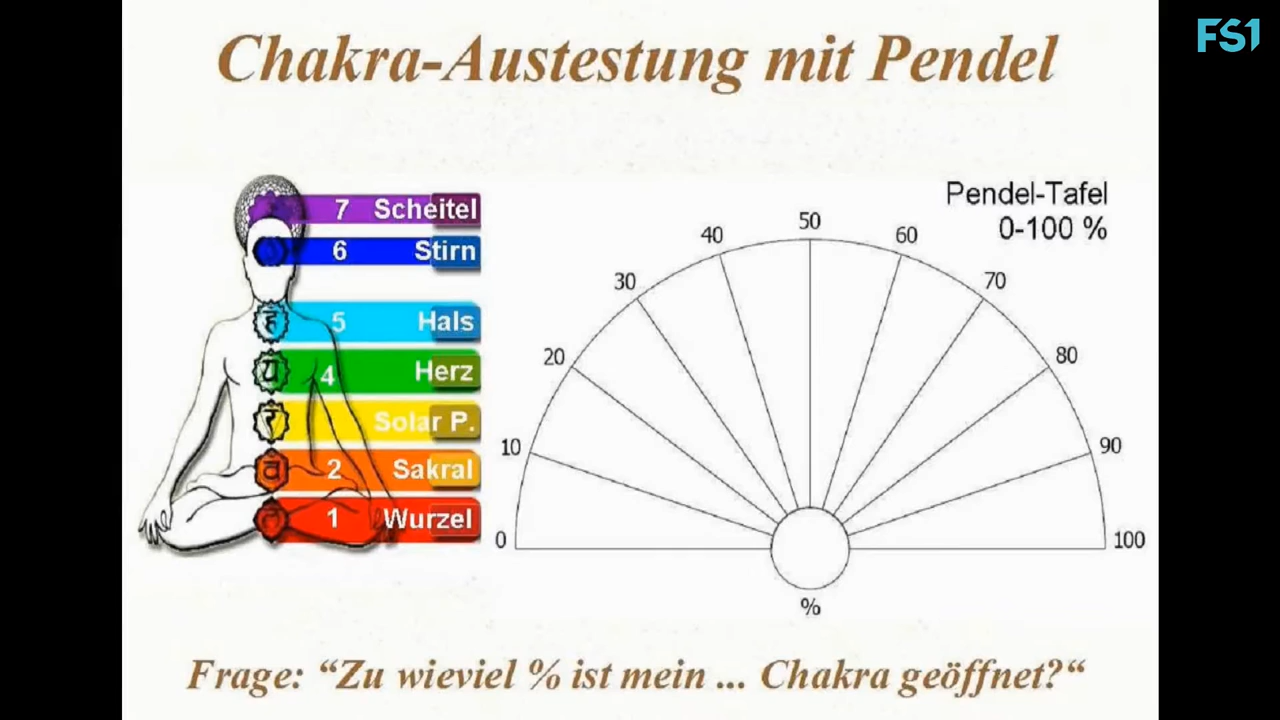 FS1
Chakra-Austestung mit Pendel
7 Scheitel
6 Stirn
5 Hals
4 Herz
Solar P.
2 Sakral
1 Wurzel
Pendel-Tafel
0-100 %
0
10
20
30
40
50
60
70
80
90
100
%
ह
य
र
व
Frage: “Zu wieviel % ist mein ... Chakra geöffnet?“